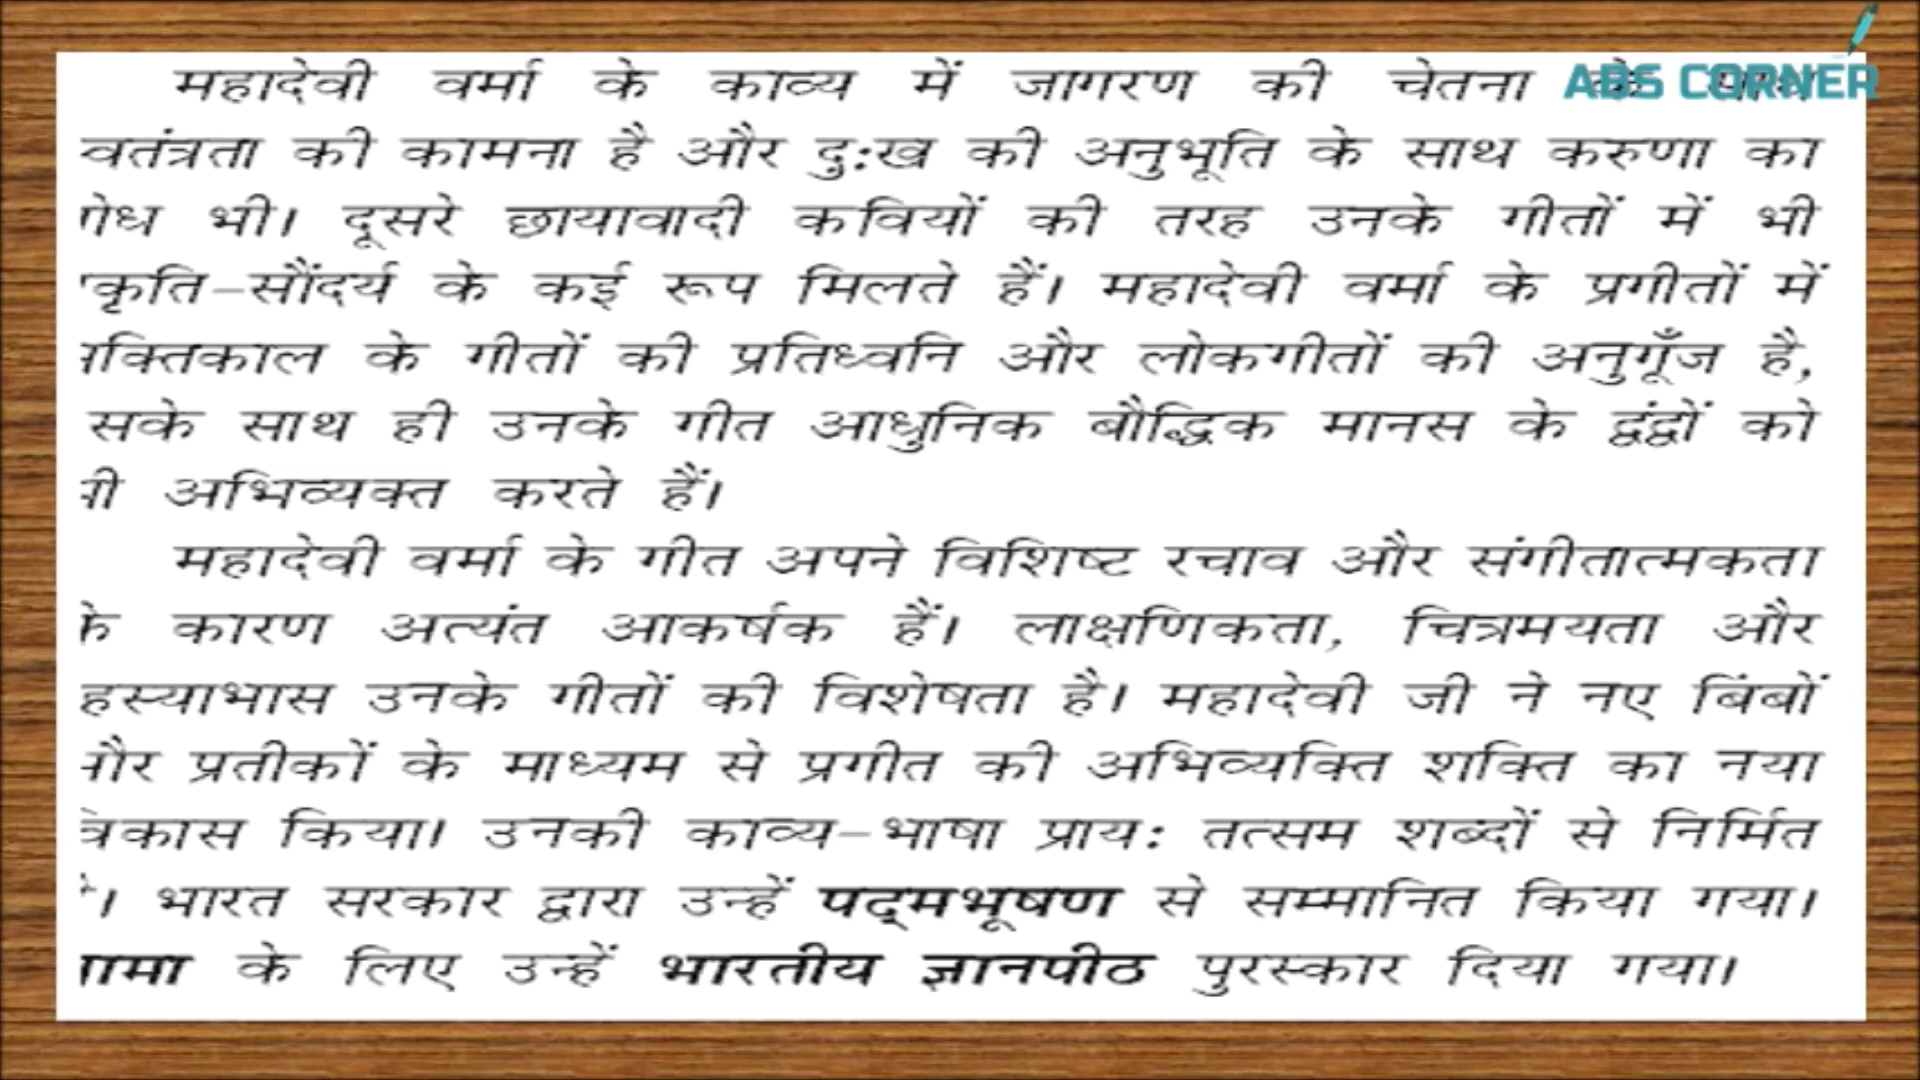 ABS CORNER
महादेवी वर्मा के काव्य में जागरण की चेतना
वतंत्रता की कामना है और दुःख की अनुभूति के साथ करुणा का
भी। दूसरे छायावादी कवियों की तरह उनके गीतों में भी
कृति-सौंदर्य के कई रूप मिलते हैं। महादेवी वर्मा के प्रगीतों में
क्तिकाल के गीतों की प्रतिध्वनि और लोकगीतों की अनुगूँज है,
सके साथ ही उनके गीत आधुनिक बौद्धिक मानस के द्वंद्वों को
अभिव्यक्त करते हैं।
महादेवी वर्मा के गीत अपने विशिष्ट रचाव और संगीतात्मकता
के कारण अत्यंत आकर्षक हैं। लाक्षणिकता, चित्रमयता और
हस्याभास उनके गीतों की विशेषता है। महादेवी जी ने नए बिंबों
और प्रतीकों के माध्यम से प्रगीत की अभिव्यक्ति शक्ति का नया
विकास किया। उनकी काव्य-भाषा प्रायः तत्सम शब्दों से निर्मित
। भारत सरकार द्वारा उन्हें पद्मभूषण से सम्मानित किया गया।
ामा के लिए उन्हें भारतीय ज्ञानपीठ पुरस्कार दिया गया।